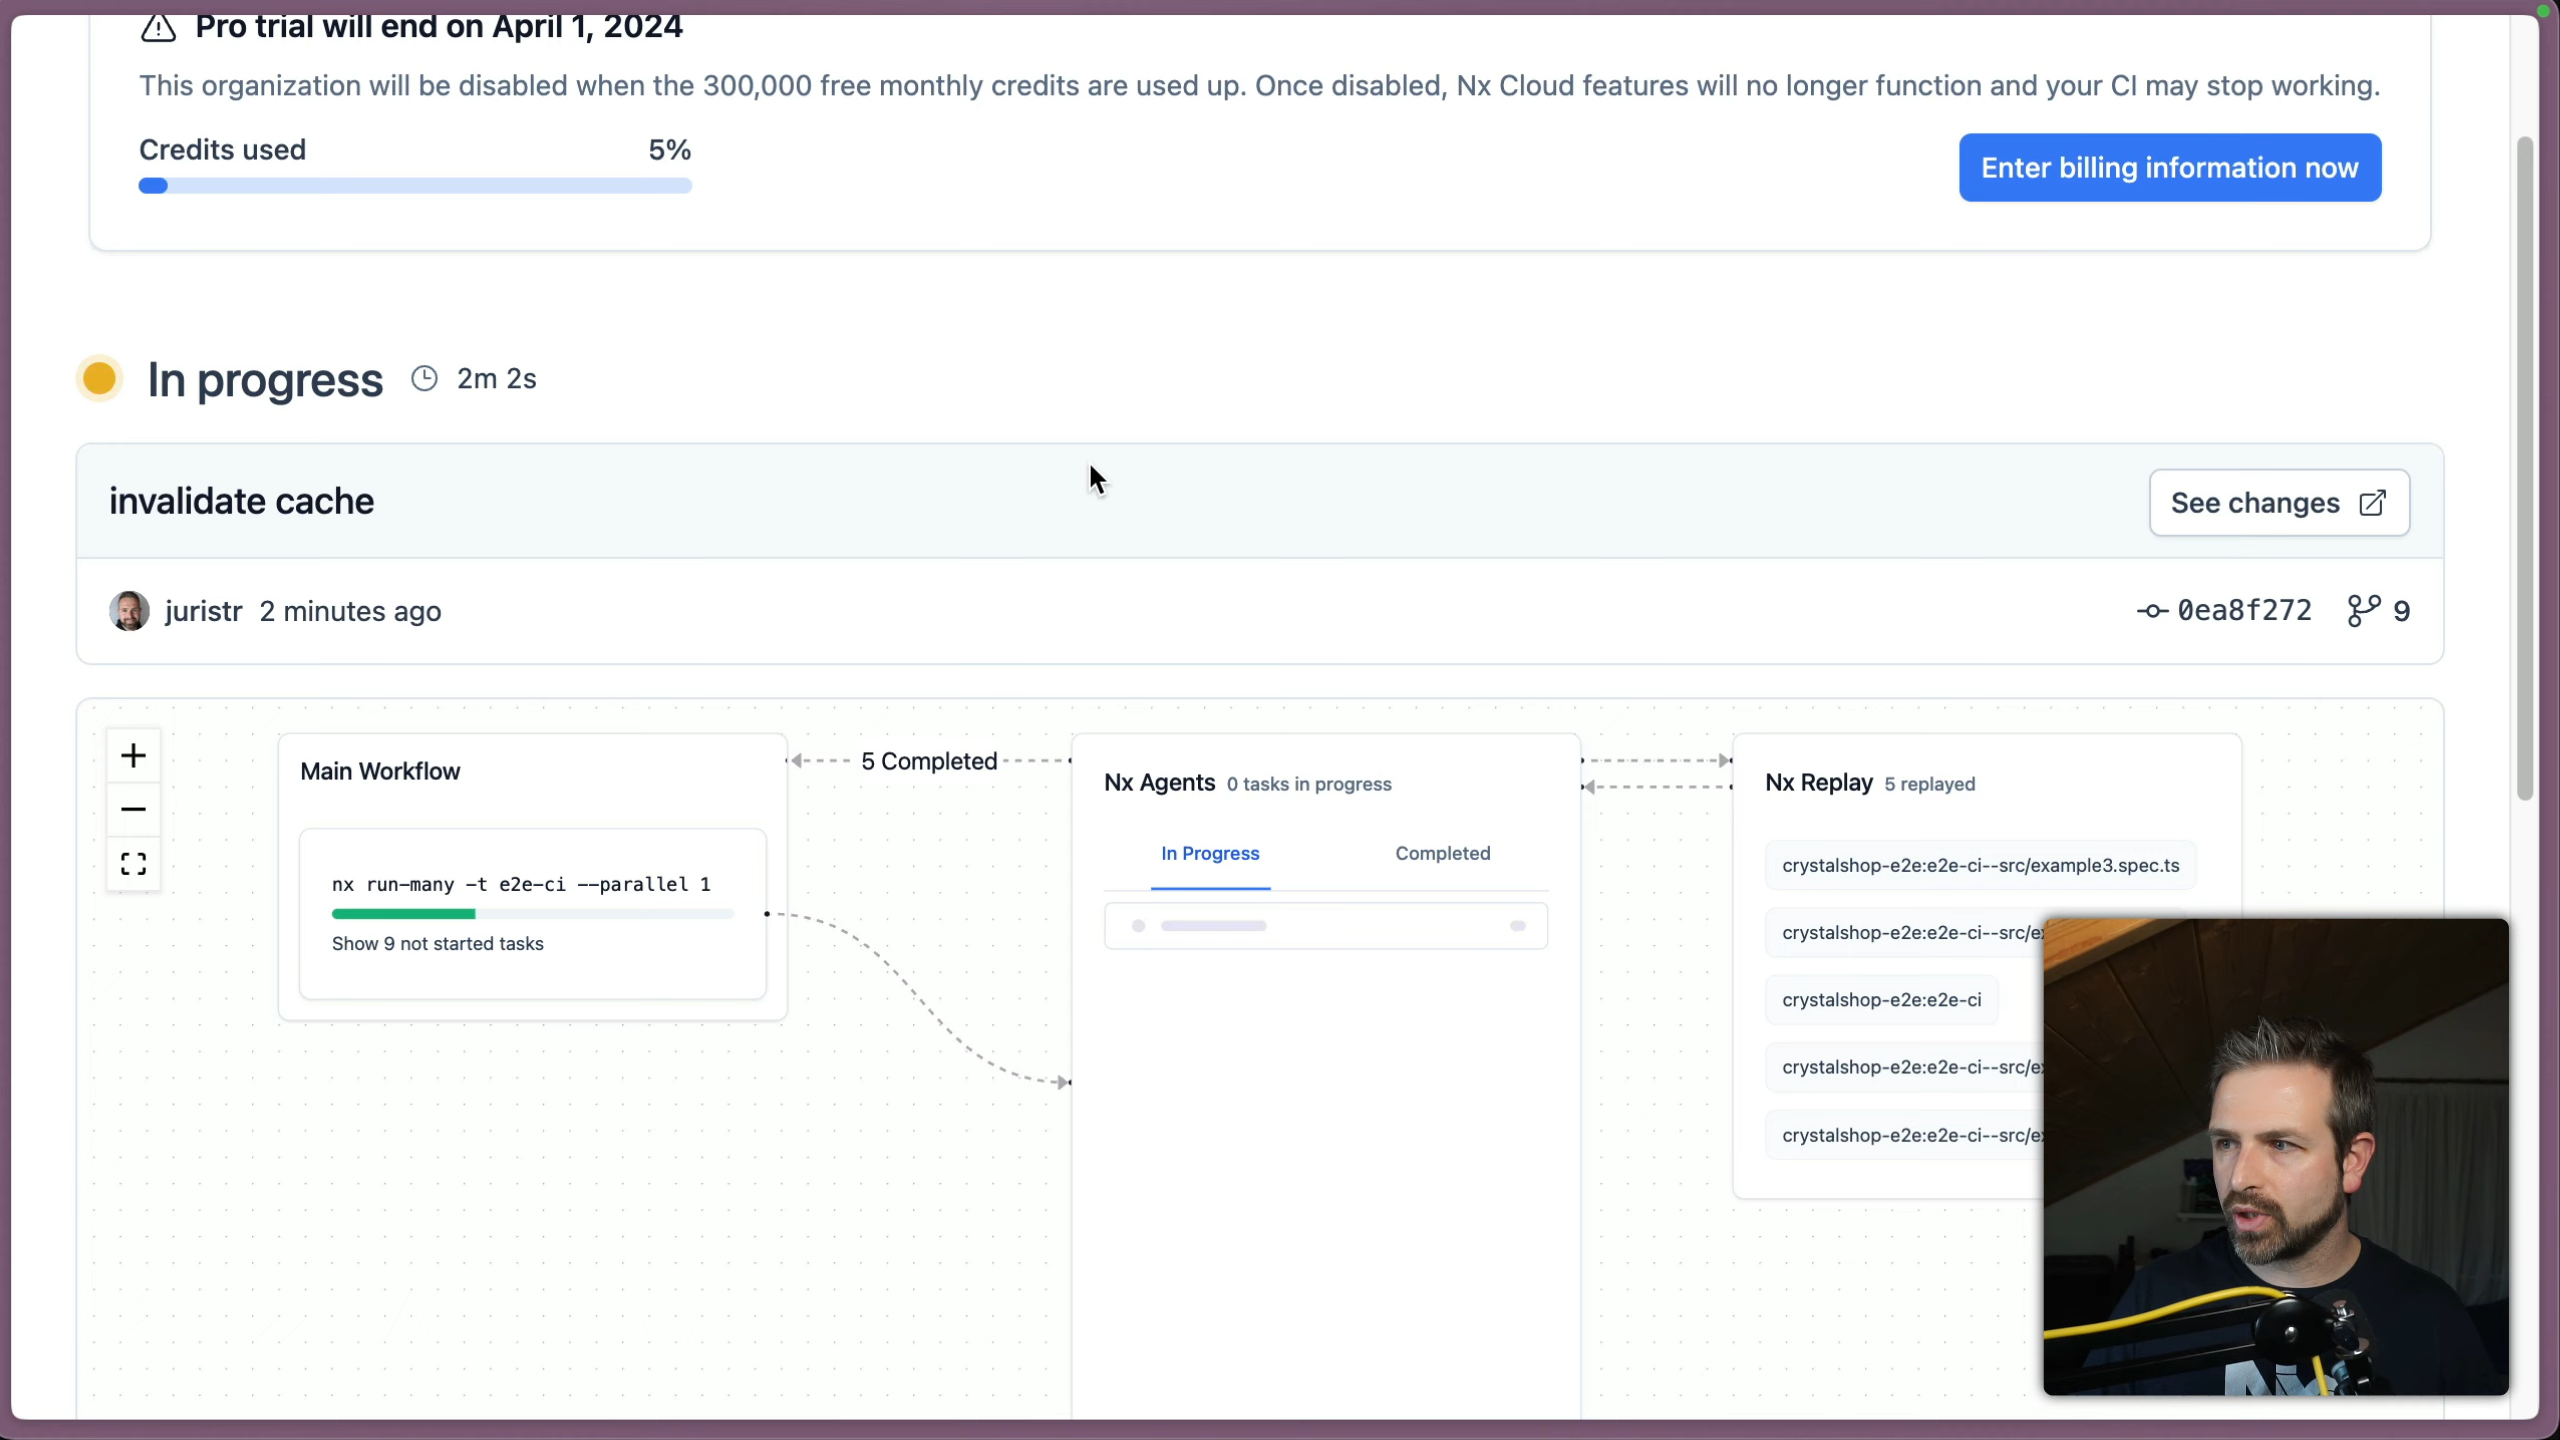 Pro trial will end on April 1, 2024
This organization will be disabled when the 300,000 free monthly credits are used up. Once disabled, Nx Cloud features will no longer function and your CI may stop working.
Credits used 5%
Enter billing information now
In progress 2m 2s
invalidate cache
See changes
juristr 2 minutes ago
0ea8f272 9
Main Workflow
nx run-many -t e2e-ci --parallel 1
Show 9 not started tasks
5 Completed
Nx Agents 0 tasks in progress
In Progress Completed
Nx Replay 5 replayed
crystalshop-e2e:e2e-ci--src/example3.spec.ts
crystalshop-e2e:e2e-ci--src/e
crystalshop-e2e:e2e-ci
crystalshop-e2e:e2e-ci--src/e
crystalshop-e2e:e2e-ci--src/e